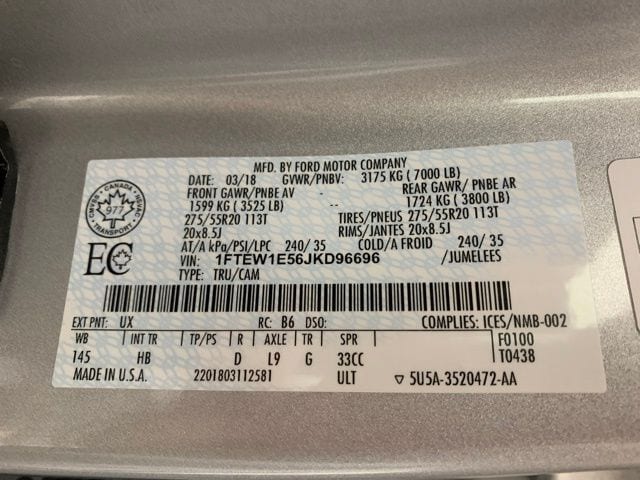 MFD. BY FORD MOTOR COMPANY
DATE: 03/18 GVWR/PNBV: 3175 KG ( 7000 LB)
FRONT GAWR/PNBE AV - REAR GAWR/ PNBE AR
1599 KG ( 3525 LB) -- 1724 KG ( 3800 LB)
275/55R20 113T TIRES/PNEUS 275/55R20 113T
20x8.5J RIMS/JANTES 20x8.5J
AT/A kPa/PSI/LPC 240/ 35 COLD/A FROID 240/ 35
VIN: 1FTEW1E56JKD96696 /JUMELEES
TYPE: TRU/CAM
CANADA
977
TRANSPORT
EC
EXT PNT: UX RC: B6 DSO: COMPLIES: ICES/NMB-002
WB INT TR TP/PS R AXLE TR SPR F0100
145 HB D L9 G 33CC T0438
MADE IN U.S.A. 2201803112581 ULT ▽ 5U5A-3520472-AA